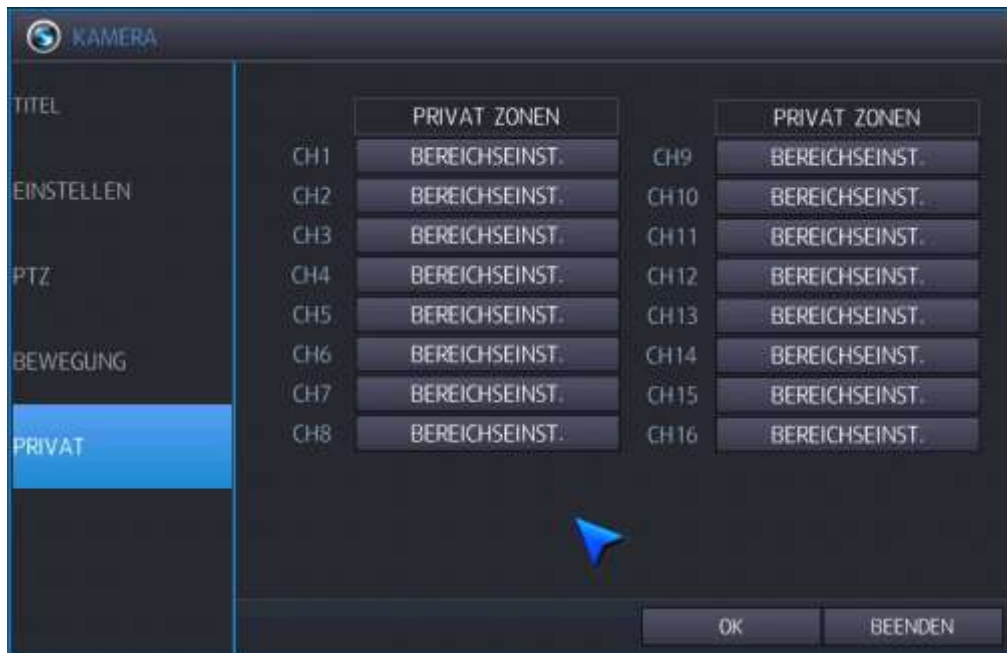 KAMERA
TITEL
EINSTELLEN
PTZ
BEWEGUNG
PRIVAT
PRIVAT ZONEN PRIVAT ZONEN
CH1 BEREICHSEINST. CH9 BEREICHSEINST.
CH2 BEREICHSEINST. CH10 BEREICHSEINST.
CH3 BEREICHSEINST. CH11 BEREICHSEINST.
CH4 BEREICHSEINST. CH12 BEREICHSEINST.
CH5 BEREICHSEINST. CH13 BEREICHSEINST.
CH6 BEREICHSEINST. CH14 BEREICHSEINST.
CH7 BEREICHSEINST. CH15 BEREICHSEINST.
CH8 BEREICHSEINST. CH16 BEREICHSEINST.
OK BEENDEN